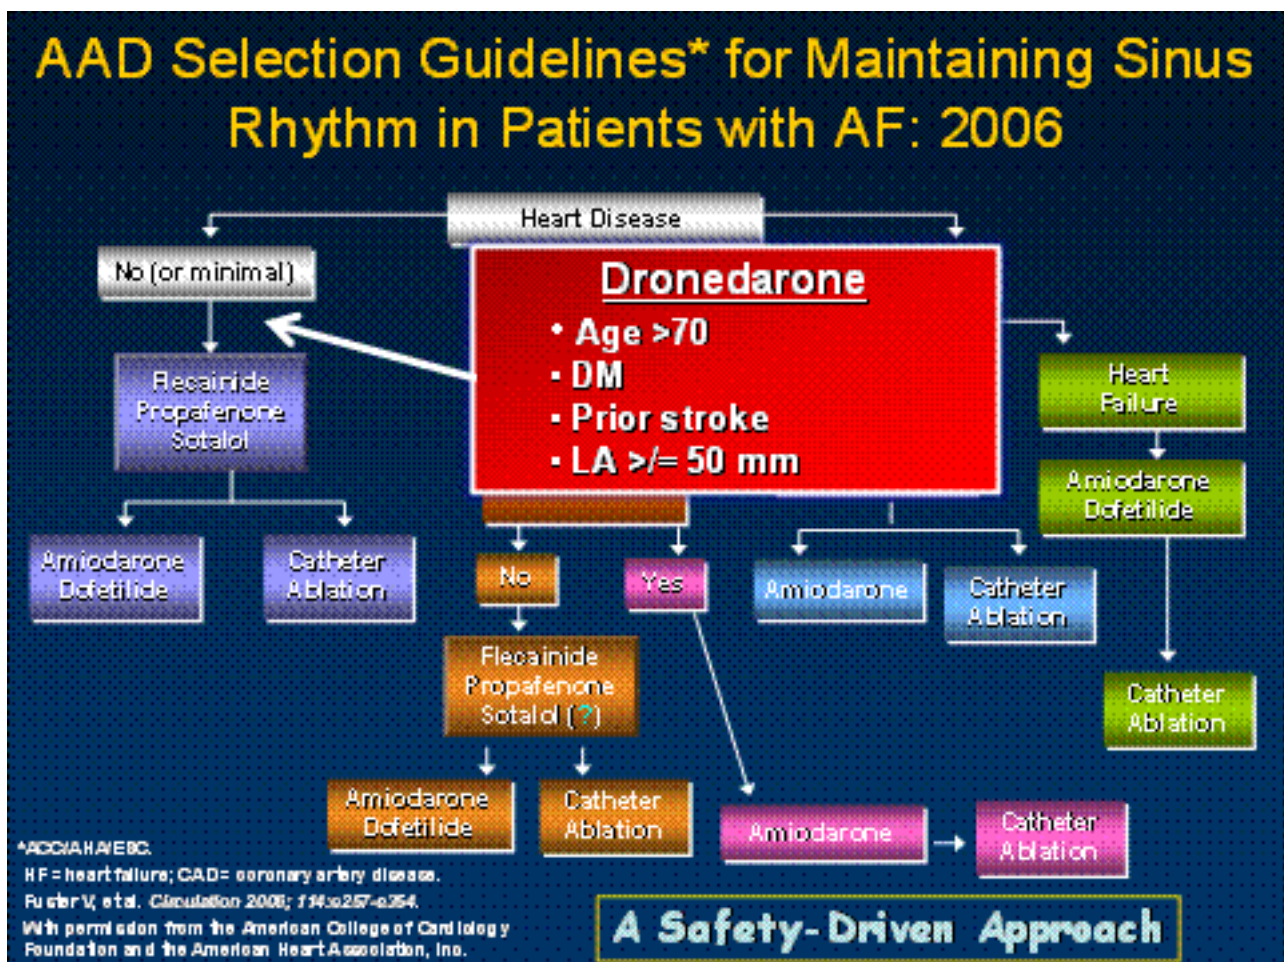 AAD Selection Guidelines* for Maintaining Sinus
Rhythm in Patients with AF: 2006
Heart Disease
No (or minimal)
Dronedarone
• Age >70
- DM
- Prior stroke
- LA >/= 50 mm
Flecainide
Propafenone
Sotalol
Heart
Failure
Amiodarone
Dofetilide
Amiodarone
Dofetilide
Catheter
Ablation
No
Yes
Amiodarone
Catheter
Ablation
Flecainide
Propafenone
Sotalol (?)
Catheter
Ablation
Amiodarone
Dofetilide
Catheter
Ablation
Amiodarone
Catheter
Ablation
*ACC/AHA/ESC.
HF = heart failure; CAD = coronary artery disease.
Fuster V, et al. Circulation 2006; 114:e257-e354.
With permission from the American College of Cardiology
Foundation and the American Heart Association, Inc.
A Safety-Driven Approach